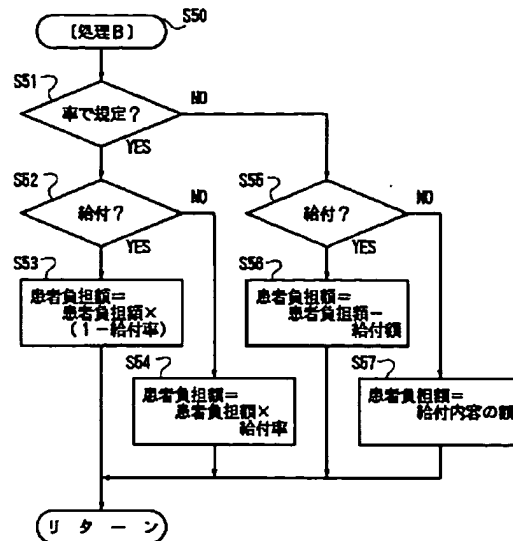 S50
[処理B]
S51
率で規定?
NO
YES
S52
給付?
NO
YES
S55
給付?
NO
YES
S53
患者負担額=
患者負担額×
(1-給付率)
S56
患者負担額=
患者負担額-
給付額
S54
患者負担額=
患者負担額×
給付率
S57
患者負担額=
給付内容の額
リターン